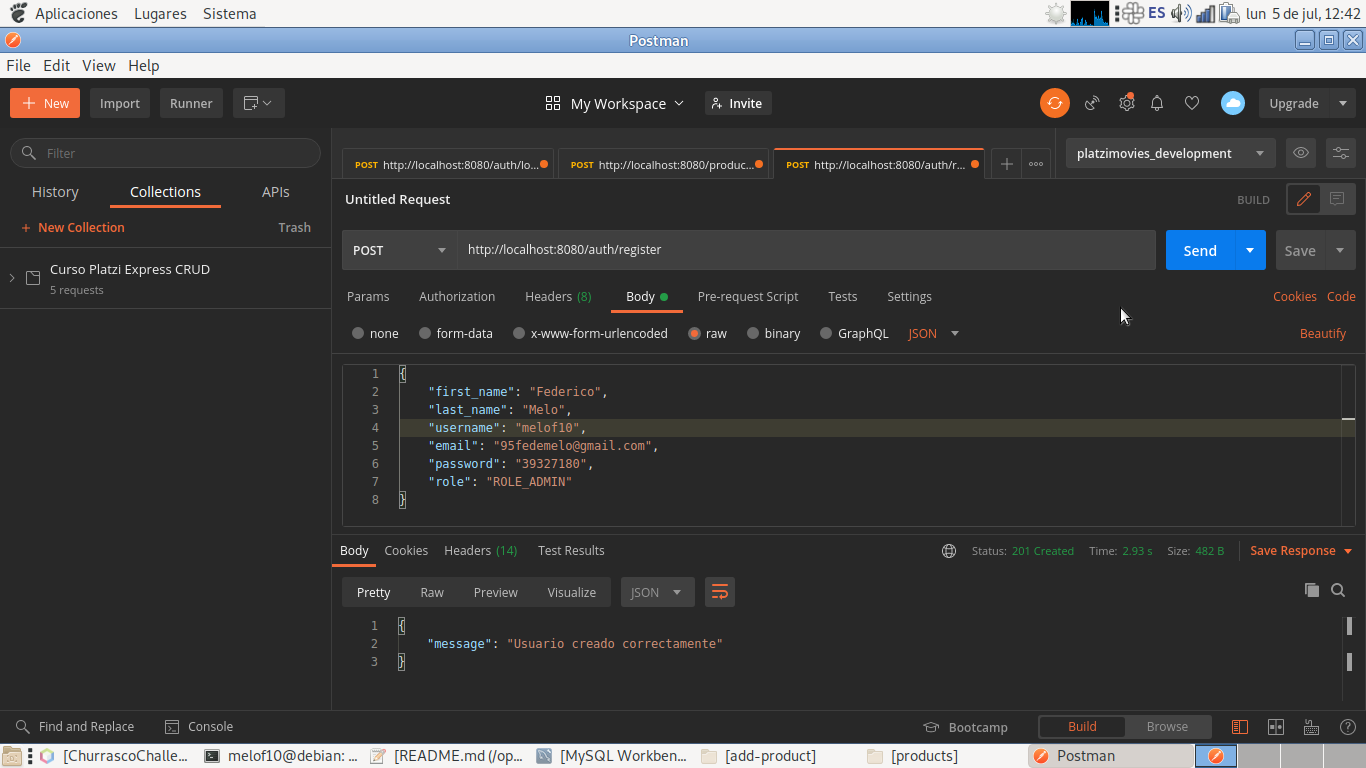 Aplicaciones Lugares Sistema ES lun 5 de jul, 12:42
Postman
File Edit View Help
New Import Runner My Workspace Invite Upgrade
Filter
POST http://localhost:8080/auth/lo... POST http://localhost:8080/produc... POST http://localhost:8080/auth/r... platzimovies_development
History Collections APIs
Untitled Request BUILD
New Collection Trash
POST http://localhost:8080/auth/register Send Save
Curso Platzi Express CRUD
5 requests
Params Authorization Headers (8) Body Pre-request Script Tests Settings Cookies Code
none form-data x-www-form-urlencoded raw binary GraphQL JSON Beautify
1 {
2 "first_name": "Federico",
3 "last_name": "Melo",
4 "username": "melof10",
5 "email": "95fedemelo@gmail.com",
6 "password": "39327180",
7 "role": "ROLE_ADMIN"
8 }
Body Cookies Headers (14) Test Results Status: 201 Created Time: 2.93 s Size: 482 B Save Response
Pretty Raw Preview Visualize JSON
1 {
2 "message": "Usuario creado correctamente"
3 }
Find and Replace Console Bootcamp Build Browse
[ChurrascoChalle... melof10@debian: ... [README.md (/op... [MySQL Workben... [add-product] [products] Postman